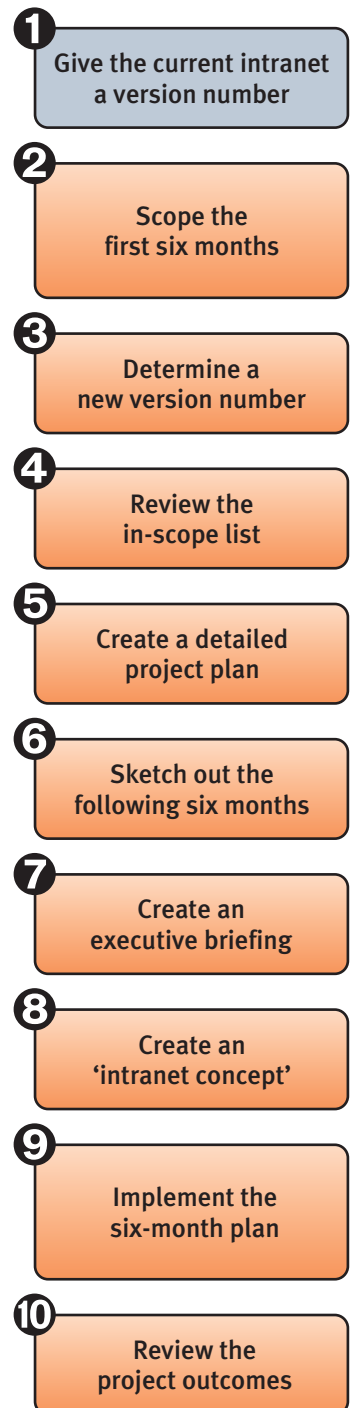 1
Give the current intranet
a version number
2
Scope the
first six months
3
Determine a
new version number
4
Review the
in-scope list
5
Create a detailed
project plan
6
Sketch out the
following six months
7
Create an
executive briefing
8
Create an
‘intranet concept’
9
Implement the
six-month plan
10
Review the
project outcomes